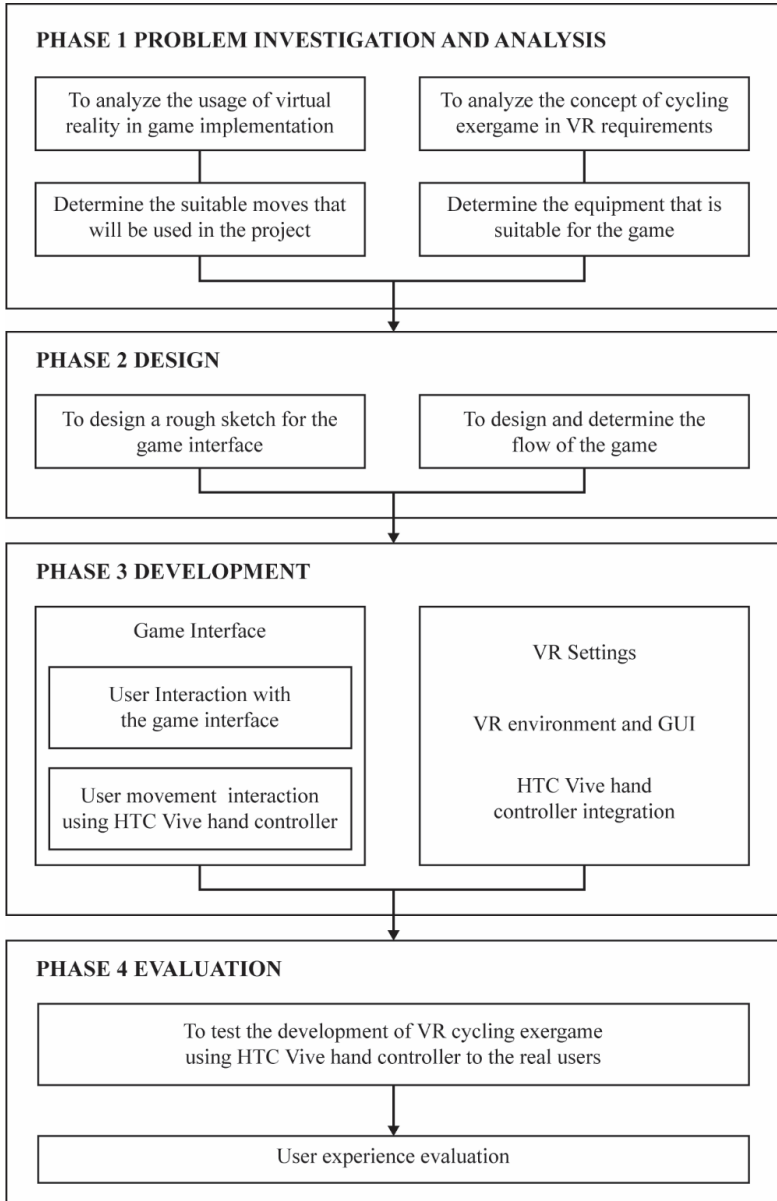 PHASE 1 PROBLEM INVESTIGATION AND ANALYSIS
To analyze the usage of virtual
reality in game implementation
To analyze the concept of cycling
exergame in VR requirements
Determine the suitable moves that
will be used in the project
Determine the equipment that is
suitable for the game
PHASE 2 DESIGN
To design a rough sketch for the
game interface
To design and determine the
flow of the game
PHASE 3 DEVELOPMENT
Game Interface
User Interaction with
the game interface
User movement interaction
using HTC Vive hand controller
VR Settings
VR environment and GUI
HTC Vive hand
controller integration
PHASE 4 EVALUATION
To test the development of VR cycling exergame
using HTC Vive hand controller to the real users
User experience evaluation